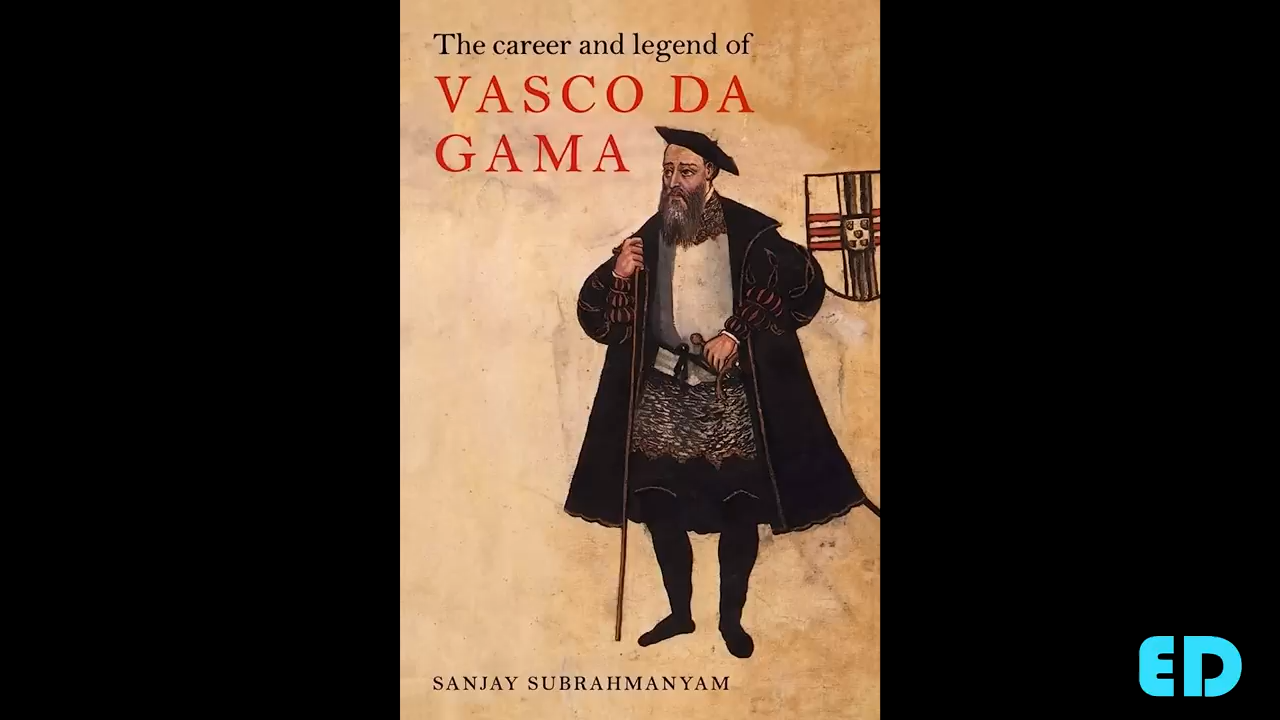 The career and legend of
VASCO DA
GAMA
SANJAY SUBRAHMANYAM
ED